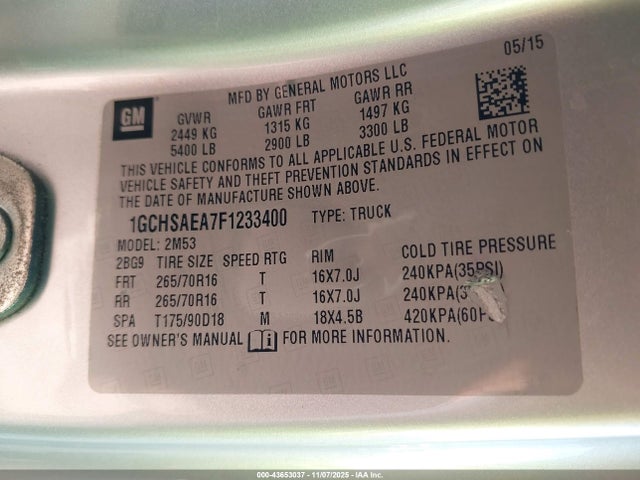 05/15
MFD BY GENERAL MOTORS LLC
GM
GVWR GAWR FRT GAWR RR
2449 KG 1315 KG 1497 KG
5400 LB 2900 LB 3300 LB
THIS VEHICLE CONFORMS TO ALL APPLICABLE U.S. FEDERAL MOTOR
VEHICLE SAFETY AND THEFT PREVENTION STANDARDS IN EFFECT ON
THE DATE OF MANUFACTURE SHOWN ABOVE.
1GCHSAEA7F1233400 TYPE: TRUCK
MODEL: 2M53
2BG9 TIRE SIZE SPEED RTG RIM COLD TIRE PRESSURE
FRT 265/70R16 T 16X7.0J 240KPA(35PSI)
RR 265/70R16 T 16X7.0J 240KPA(3
SPA T175/90D18 M 18X4.5B 420KPA(60P
SEE OWNER'S MANUAL FOR MORE INFORMATION.
000-43653037 - 11/07/2025 - IAA Inc.